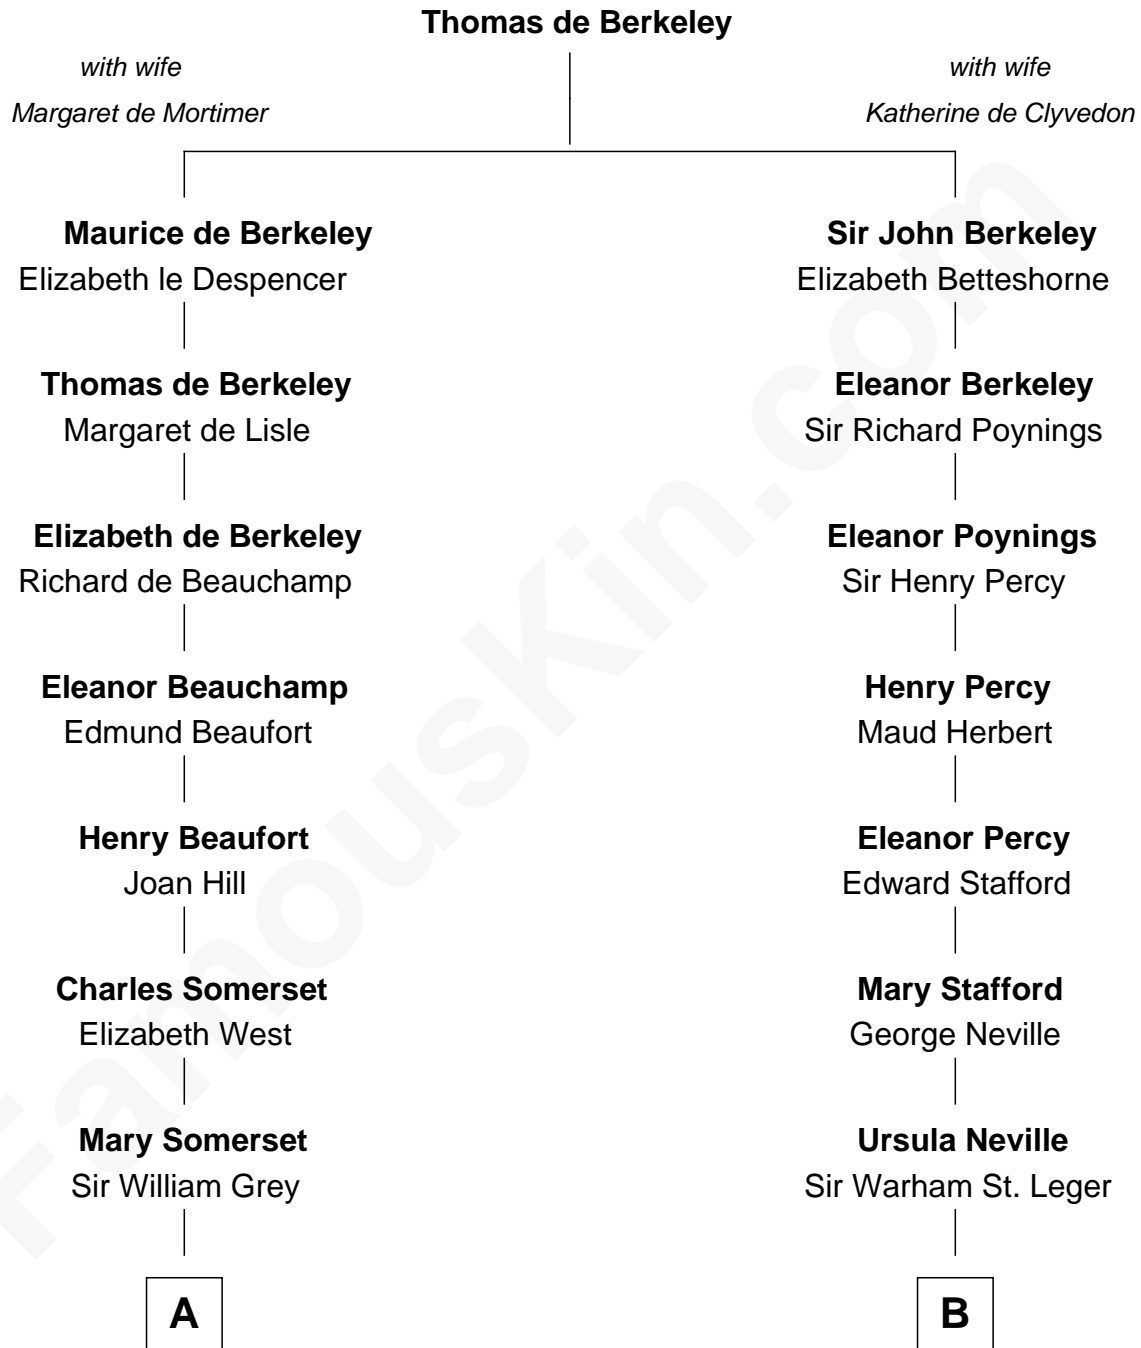 Thomas de Berkeley
with wife
Margaret de Mortimer
with wife
Katherine de Clyvedon
Maurice de Berkeley
Elizabeth le Despencer
Sir John Berkeley
Elizabeth Betteshorne
Thomas de Berkeley
Margaret de Lisle
Eleanor Berkeley
Sir Richard Poynings
Elizabeth de Berkeley
Richard de Beauchamp
Eleanor Poynings
Sir Henry Percy
Eleanor Beauchamp
Edmund Beaufort
Henry Percy
Maud Herbert
Henry Beaufort
Joan Hill
Eleanor Percy
Edward Stafford
Charles Somerset
Elizabeth West
Mary Stafford
George Neville
Mary Somerset
Sir William Grey
Ursula Neville
Sir Warham St. Leger
A
B
FamousKin.com